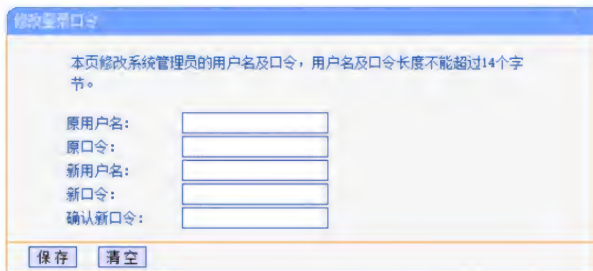 修改登录口令
本页修改系统管理员的用户名及口令，用户名及口令长度不能超过14个字
节。
原用户名：
原口令：
新用户名：
新口令：
确认新口令：
保存 清空